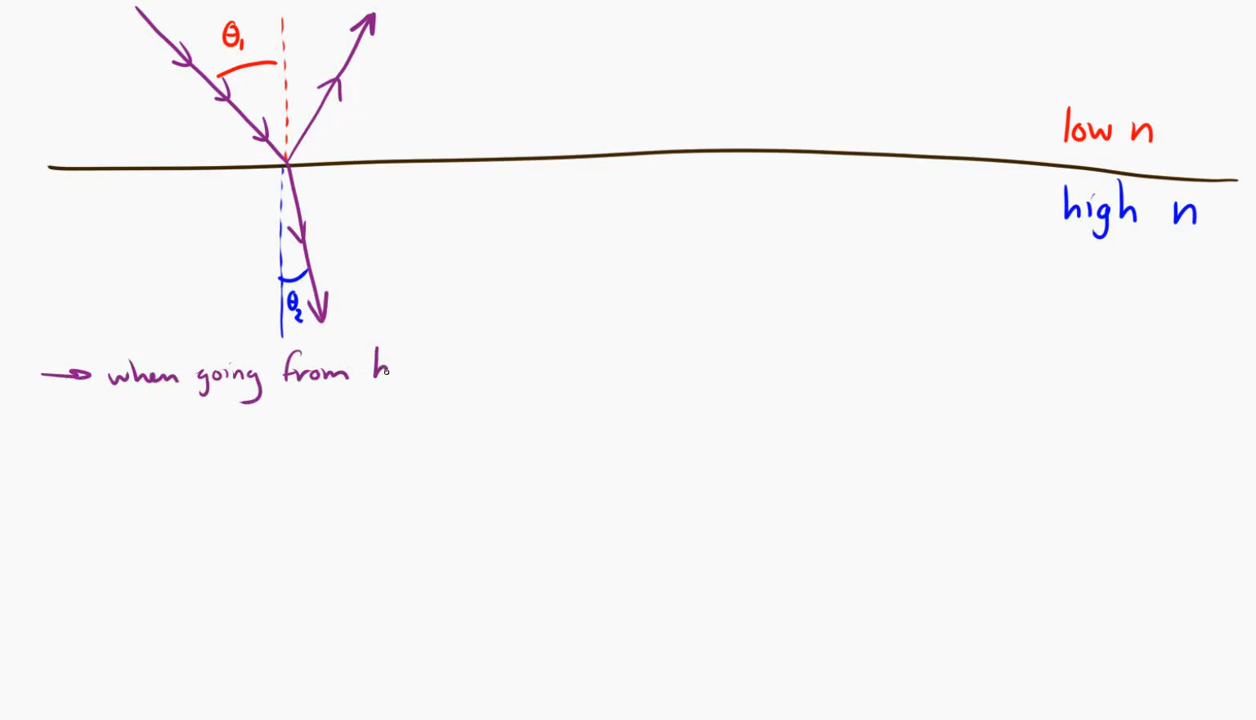 θ₁
low n
high n
θ₂
→ when going from h